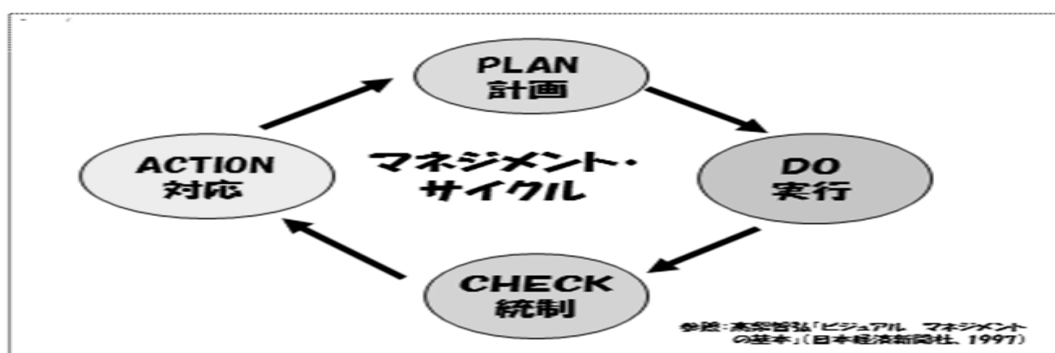 PLAN
計画
ACTION
対応
マネジメント・
サイクル
DO
実行
CHECK
統制
参照:高梨智弘「ビジュアル マネジメント
の基本」(日本経済新聞社、1997)